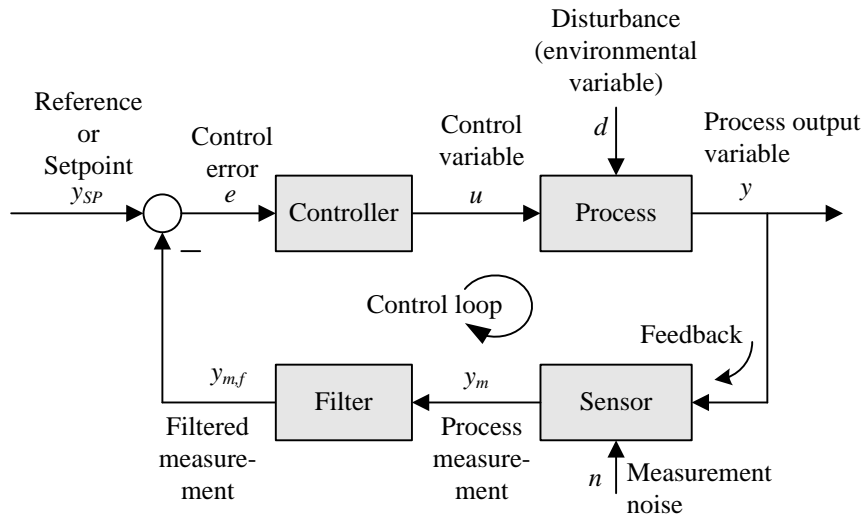 Disturbance
(environmental
variable)
d
Reference
or
Setpoint
ySP
Control
error
e
Controller
Control
variable
u
Process
Process output
variable
y
−
Control loop
Feedback
ym,f
Filtered
measure-
ment
Filter
ym
Process
measure-
ment
Sensor
n
Measurement
noise